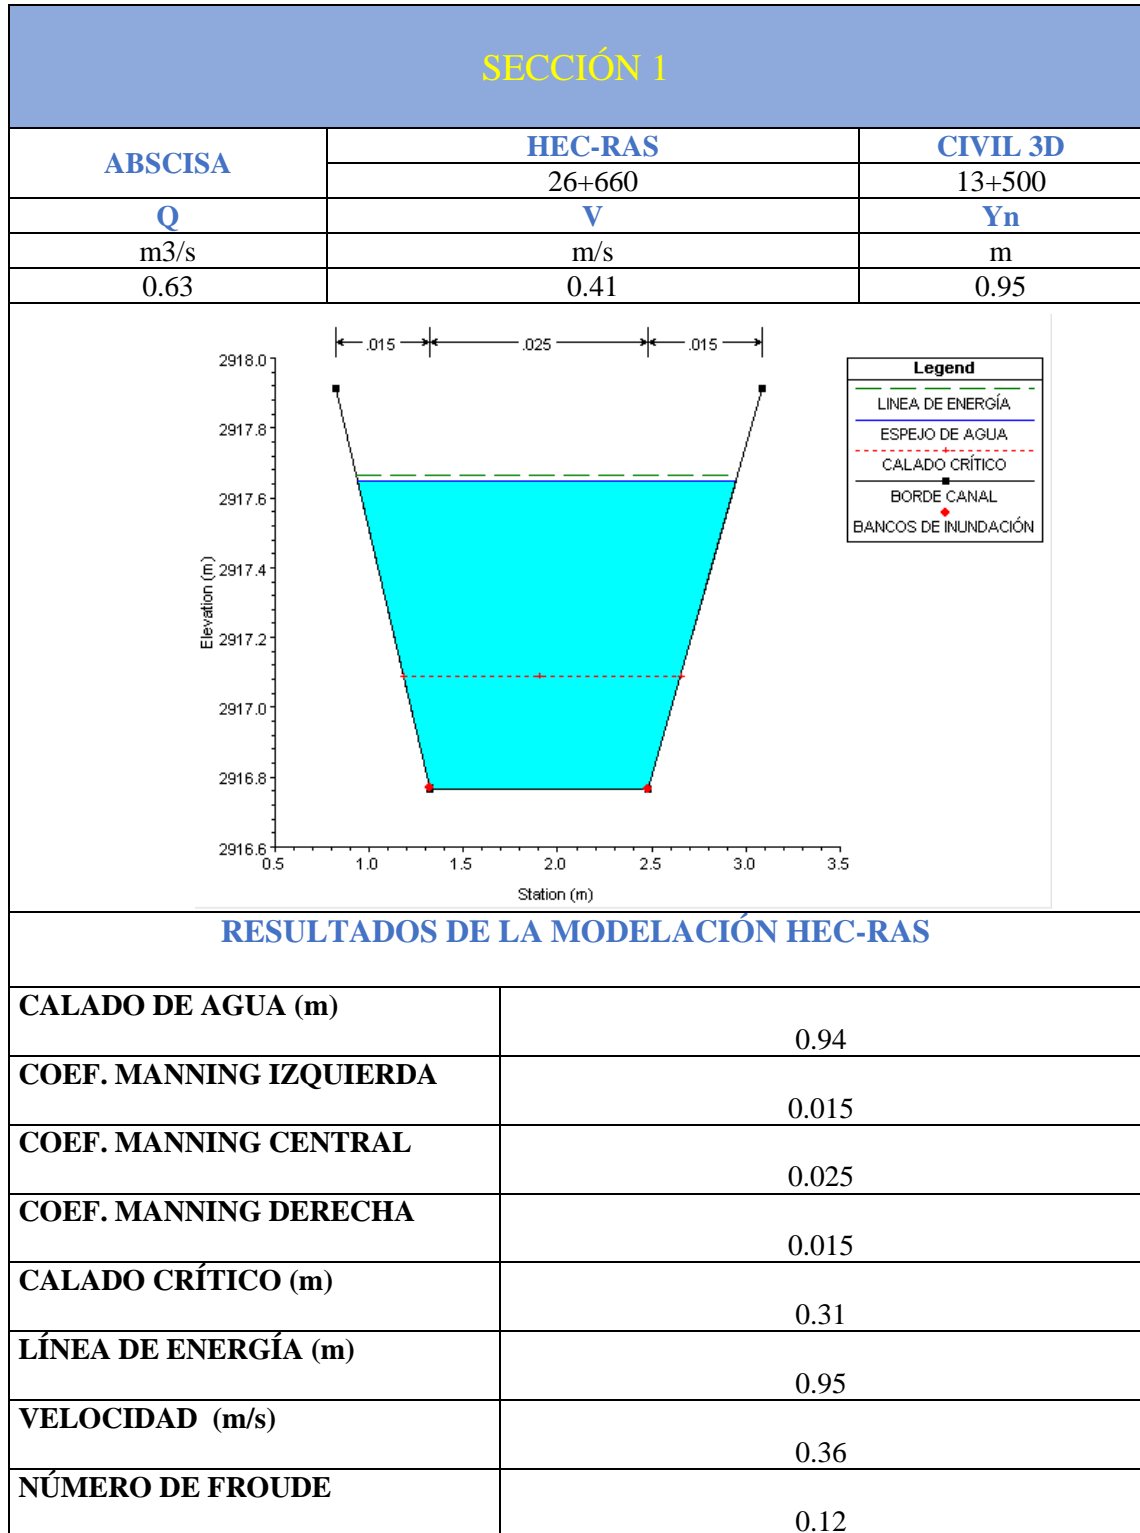 SECCIÓN 1
ABSCISA
HEC-RAS
CIVIL 3D
26+660
13+500
Q
V
Yn
m3/s
m/s
m
0.63
0.41
0.95
.015
.025
.015
2918.0
2917.8
2917.6
2917.4
2917.2
2917.0
2916.8
2916.6
Elevation (m)
0.5
1.0
1.5
2.0
2.5
3.0
3.5
Station (m)
Legend
LINEA DE ENERGÍA
ESPEJO DE AGUA
CALADO CRÍTICO
BORDE CANAL
BANCOS DE INUNDACIÓN
RESULTADOS DE LA MODELACIÓN HEC-RAS
CALADO DE AGUA (m)
0.94
COEF. MANNING IZQUIERDA
0.015
COEF. MANNING CENTRAL
0.025
COEF. MANNING DERECHA
0.015
CALADO CRÍTICO (m)
0.31
LÍNEA DE ENERGÍA (m)
0.95
VELOCIDAD (m/s)
0.36
NÚMERO DE FROUDE
0.12